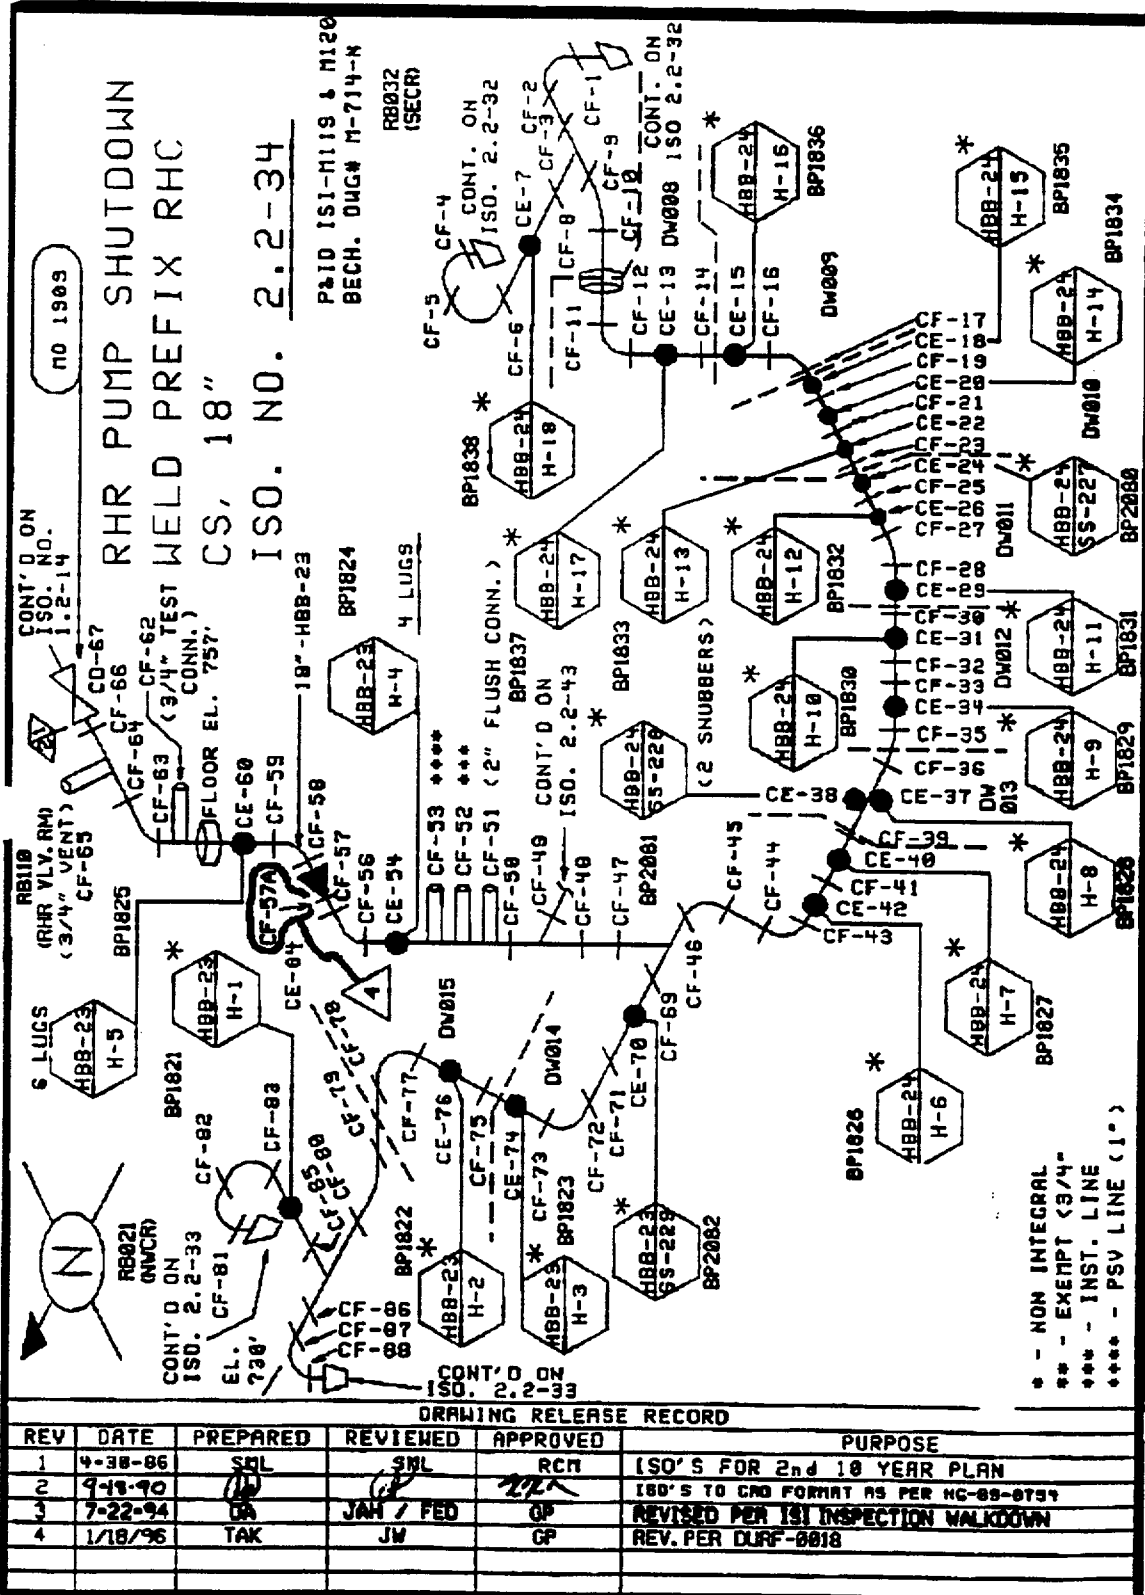 MO 1909
RHR PUMP SHUTDOWN
WELD PREFIX RHC
CS, 18"
ISO. NO. 2.2-34
P&ID ISI-M119 & M120
BECH. DWG# M-714-N
RB032
(SECR)
CONT'D ON
ISO. NO.
1.2-14
CD-67
CF-66
CF-64
CF-63
CF-62
(3/4" TEST
CONN.)
RB110
(RHR VLV. RM)
(3/4" VENT)
CF-65
FLOOR EL. 757'
CE-60
CF-59
18"-HBB-23
CF-58
CF-57
CF-57A
CF-56
CE-54
CE-84
4
BP1824
HBB-23
H-4
4 LUGS
CF-53 ****
CF-52 ***
CF-51 (2" FLUSH CONN.)
CF-50
CF-49
CONT'D ON
ISO. 2.2-43
CF-48
CF-47
6 LUGS
HBB-23
H-5
BP1825
*
HBB-23
H-1
BP1821
CF-82
CF-83
CF-81
CF-85
CF-80
CF-79
CF-78
CF-77
CE-76
DW015
CF-75
CE-74
DW014
CF-73
CF-72
CF-71
CE-70
CF-69
CF-46
CF-45
CF-44
N
RB021
(NWCR)
CONT'D ON
ISO. 2.2-33
EL.
730'
CF-86
CF-87
CF-88
CONT'D ON
ISO. 2.2-33
BP1822
*
HBB-23
H-2
*
BP1823
HBB-23
H-3
*
HBB-23
SS-229
BP2082
CF-5
CF-4
CONT. ON
ISO. 2.2-32
CE-7
CF-6
CF-2
CF-3
CF-1
CF-8
CF-9
CF-10
CONT. ON
ISO 2.2-32
CF-11
CF-12
CE-13
DW008
CF-14
CE-15
CF-16
DW009
BP1838
*
HBB-24
H-18
*
HBB-24
H-16
BP1836
*
HBB-24
H-15
BP1835
*
HBB-24
H-14
BP1834
CF-17
CE-18
CF-19
CE-20
CF-21
CE-22
CF-23
CE-24
CF-25
CE-26
CF-27
DW010
DW011
*
HBB-24
SS-227
BP2080
*
HBB-24
H-17
BP1837
*
HBB-24
H-13
BP1833
*
HBB-24
H-12
BP1832
CF-28
CE-29
CF-30
CE-31
DW012
CF-32
CF-33
CE-34
CF-35
CF-36
*
HBB-24
H-11
BP1831
*
HBB-24
H-10
BP1830
*
HBB-24
H-9
BP1829
*
HBB-24
SS-228
(2 SNUBBERS)
BP2081
CE-38
CE-37
DW
013
CF-39
CE-40
CF-41
CE-42
CF-43
*
HBB-24
H-8
BP1828
*
HBB-24
H-7
BP1827
*
HBB-24
H-6
BP1826
* - NON INTEGRAL
** - EXEMPT <3/4"
*** - INST. LINE
**** - PSV LINE (1")
DRAWING RELEASE RECORD
REV DATE PREPARED REVIEWED APPROVED PURPOSE
1 4-30-86 SML SML RCM ISO'S FOR 2nd 10 YEAR PLAN
2 9-18-90 ISO'S TO CAD FORMAT AS PER
3 7-22-94 DA JAH / FED GP REVISED PER ISI INSPECTION WALKDOWN
4 1/18/96 TAK JW GP REV. PER DURF-0018